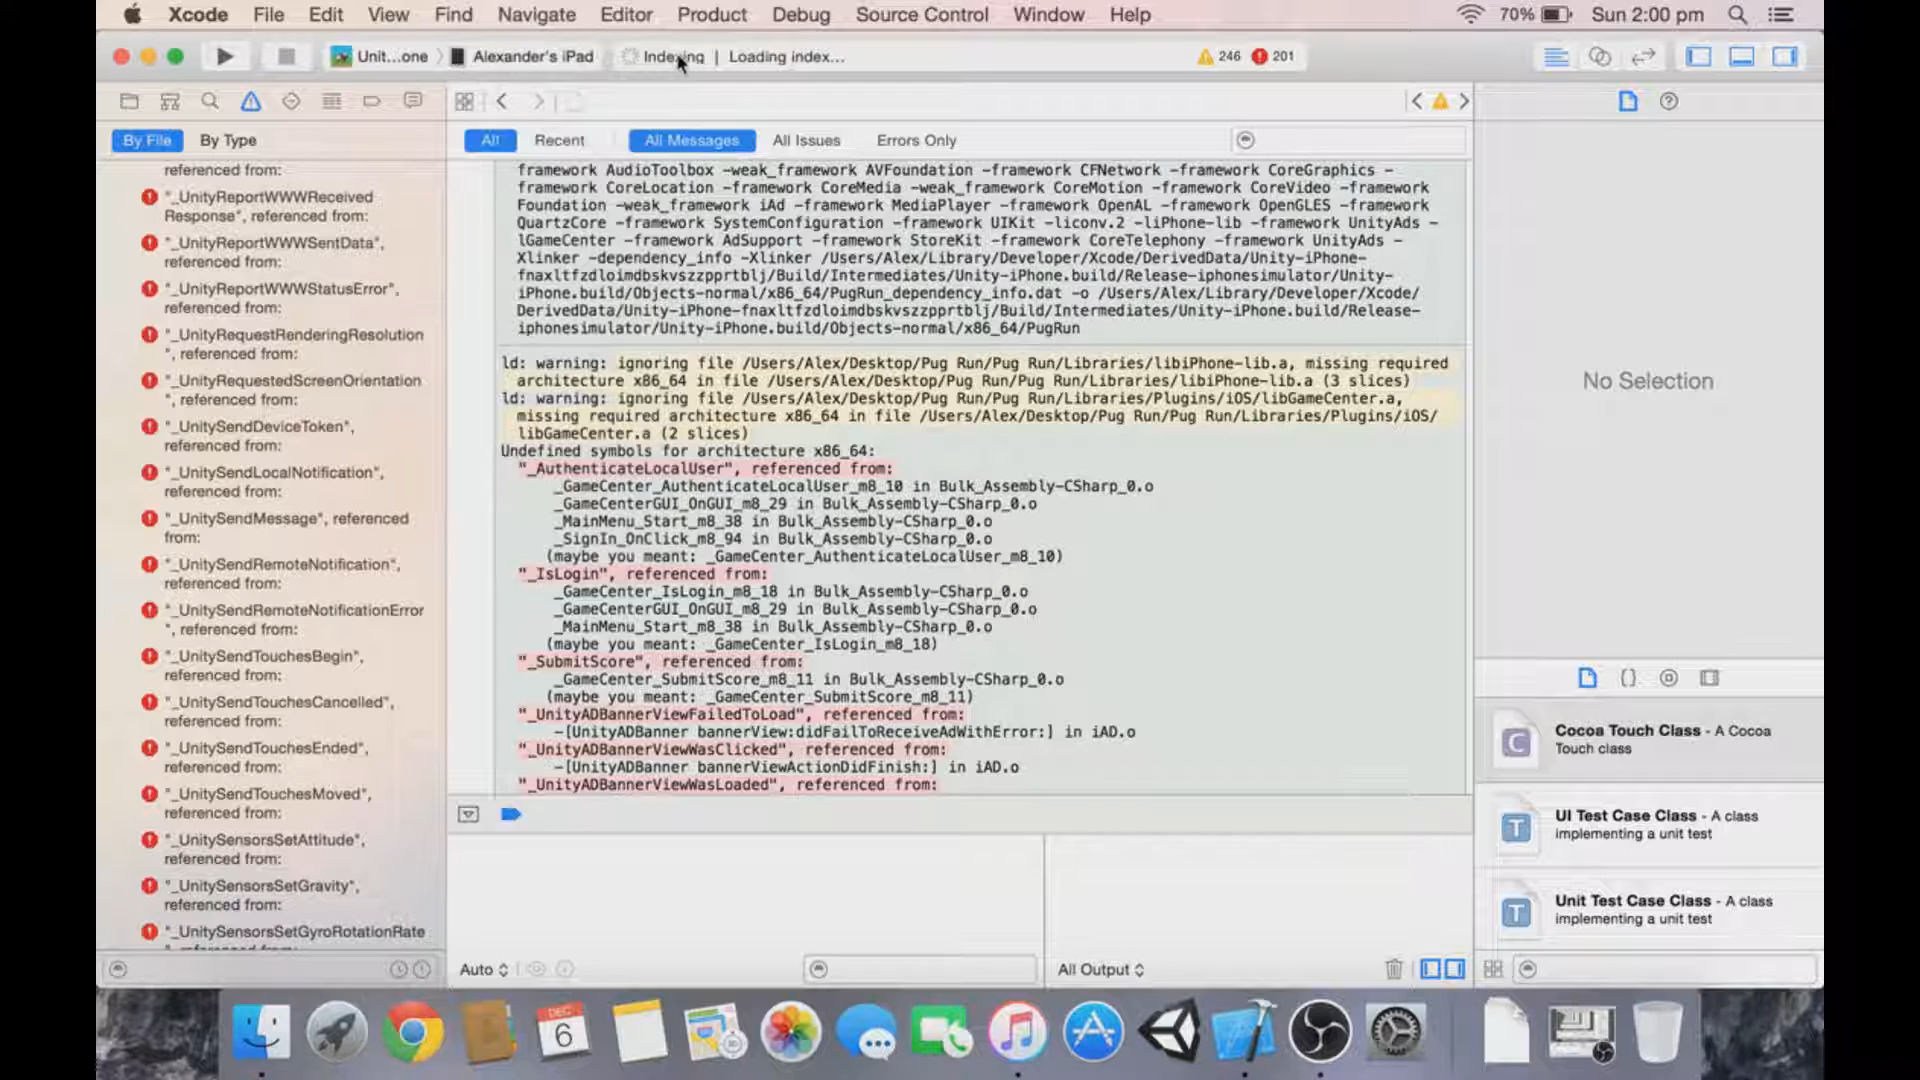 Xcode File Edit View Find Navigate Editor Product Debug Source Control Window Help 70% Sun 2:00 pm
Unit...one Alexander's iPad Indexing | Loading index... 246 201
By File By Type
All Recent All Messages All Issues Errors Only
referenced from:
"_UnityReportWWWReceived
Response", referenced from:
"_UnityReportWWWSentData",
referenced from:
"_UnityReportWWWStatusError",
referenced from:
"_UnityRequestRenderingResolution
", referenced from:
"_UnityRequestedScreenOrientation
", referenced from:
"_UnitySendDeviceToken",
referenced from:
"_UnitySendLocalNotification",
referenced from:
"_UnitySendMessage", referenced
from:
"_UnitySendRemoteNotification",
referenced from:
"_UnitySendRemoteNotificationError
", referenced from:
"_UnitySendTouchesBegin",
referenced from:
"_UnitySendTouchesCancelled",
referenced from:
"_UnitySendTouchesEnded",
referenced from:
"_UnitySendTouchesMoved",
referenced from:
"_UnitySensorsSetAttitude",
referenced from:
"_UnitySensorsSetGravity",
referenced from:
"_UnitySensorsSetGyroRotationRate
framework AudioToolbox -weak_framework AVFoundation -framework CFNetwork -framework CoreGraphics -
framework CoreLocation -framework CoreMedia -weak_framework CoreMotion -framework CoreVideo -framework
Foundation -weak_framework iAd -framework MediaPlayer -framework OpenAL -framework OpenGLES -framework
QuartzCore -framework SystemConfiguration -framework UIKit -liconv.2 -liPhone-lib -framework UnityAds -
lGameCenter -framework AdSupport -framework StoreKit -framework CoreTelephony -framework UnityAds -
Xlinker -dependency_info -Xlinker /Users/Alex/Library/Developer/Xcode/DerivedData/Unity-iPhone-
fnaxltfzdloimdbskvszzpprtblj/Build/Intermediates/Unity-iPhone.build/Release-iphonesimulator/Unity-
iPhone.build/Objects-normal/x86_64/PugRun_dependency_info.dat -o /Users/Alex/Library/Developer/Xcode/
DerivedData/Unity-iPhone-fnaxltfzdloimdbskvszzpprtblj/Build/Intermediates/Unity-iPhone.build/Release-
iphonesimulator/Unity-iPhone.build/Objects-normal/x86_64/PugRun
ld: warning: ignoring file /Users/Alex/Desktop/Pug Run/Pug Run/Libraries/libiPhone-lib.a, missing required
architecture x86_64 in file /Users/Alex/Desktop/Pug Run/Pug Run/Libraries/libiPhone-lib.a (3 slices)
ld: warning: ignoring file /Users/Alex/Desktop/Pug Run/Pug Run/Libraries/Plugins/iOS/libGameCenter.a,
missing required architecture x86_64 in file /Users/Alex/Desktop/Pug Run/Pug Run/Libraries/Plugins/iOS/
libGameCenter.a (2 slices)
Undefined symbols for architecture x86_64:
"_AuthenticateLocalUser", referenced from:
_GameCenter_AuthenticateLocalUser_m8_10 in Bulk_Assembly-CSharp_0.o
_GameCenterGUI_OnGUI_m8_29 in Bulk_Assembly-CSharp_0.o
_MainMenu_Start_m8_38 in Bulk_Assembly-CSharp_0.o
_SignIn_OnClick_m8_94 in Bulk_Assembly-CSharp_0.o
(maybe you meant: _GameCenter_AuthenticateLocalUser_m8_10)
"_IsLogin", referenced from:
_GameCenter_IsLogin_m8_18 in Bulk_Assembly-CSharp_0.o
_GameCenterGUI_OnGUI_m8_29 in Bulk_Assembly-CSharp_0.o
_MainMenu_Start_m8_38 in Bulk_Assembly-CSharp_0.o
(maybe you meant: _GameCenter_IsLogin_m8_18)
"_SubmitScore", referenced from:
_GameCenter_SubmitScore_m8_11 in Bulk_Assembly-CSharp_0.o
(maybe you meant: _GameCenter_SubmitScore_m8_11)
"_UnityADBannerViewFailedToLoad", referenced from:
-[UnityADBanner bannerView:didFailToReceiveAdWithError:] in iAD.o
"_UnityADBannerViewWasClicked", referenced from:
-[UnityADBanner bannerViewActionDidFinish:] in iAD.o
"_UnityADBannerViewWasLoaded", referenced from:
No Selection
Cocoa Touch Class - A Cocoa
Touch class
UI Test Case Class - A class
implementing a unit test
Unit Test Case Class - A class
implementing a unit test
Auto All Output
DEC
6